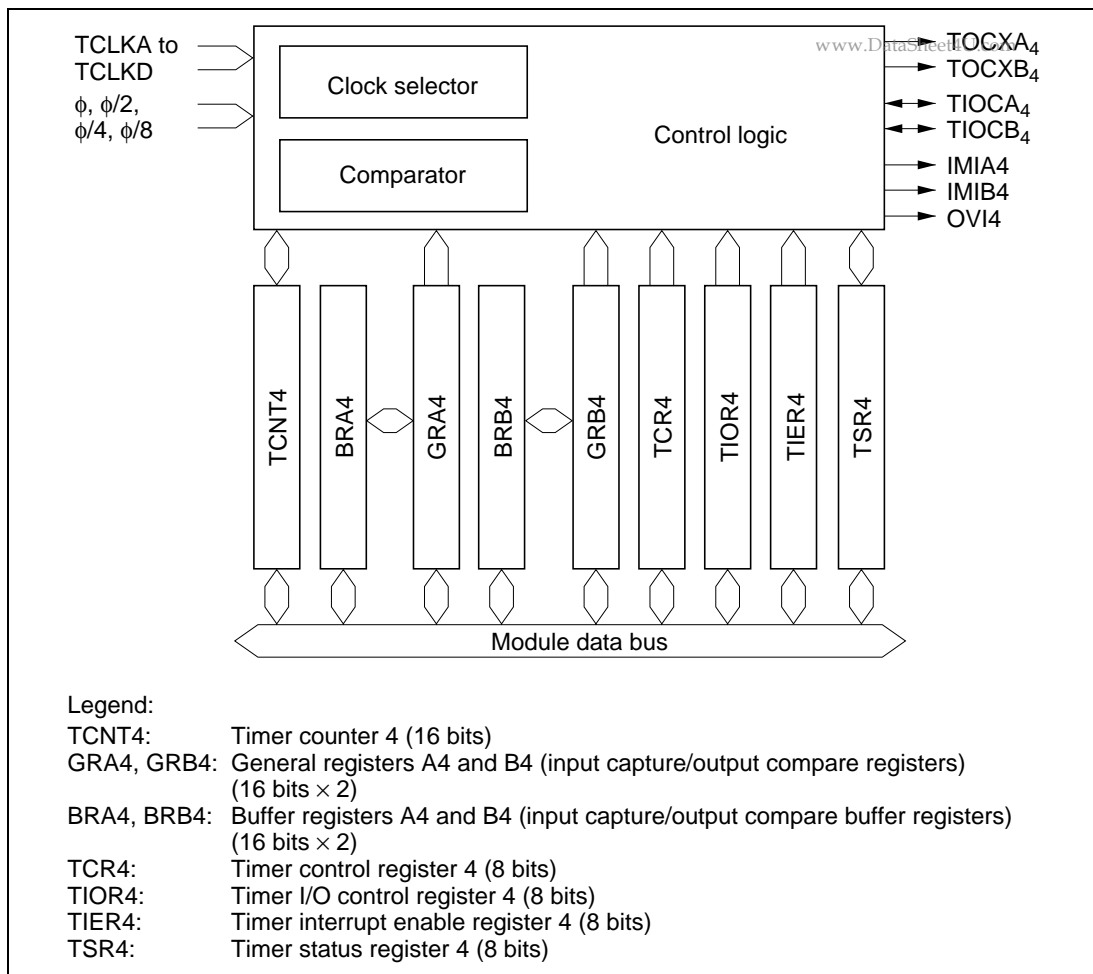 TCLKA to
TCLKD
ϕ, ϕ/2,
ϕ/4, ϕ/8
Clock selector
Comparator
Control logic
www.DataSheet4U.com
TOCXA4
TOCXB4
TIOCA4
TIOCB4
IMIA4
IMIB4
OVI4
TCNT4
BRA4
GRA4
BRB4
GRB4
TCR4
TIOR4
TIER4
TSR4
Module data bus
Legend:
TCNT4: Timer counter 4 (16 bits)
GRA4, GRB4: General registers A4 and B4 (input capture/output compare registers)
(16 bits × 2)
BRA4, BRB4: Buffer registers A4 and B4 (input capture/output compare buffer registers)
(16 bits × 2)
TCR4: Timer control register 4 (8 bits)
TIOR4: Timer I/O control register 4 (8 bits)
TIER4: Timer interrupt enable register 4 (8 bits)
TSR4: Timer status register 4 (8 bits)